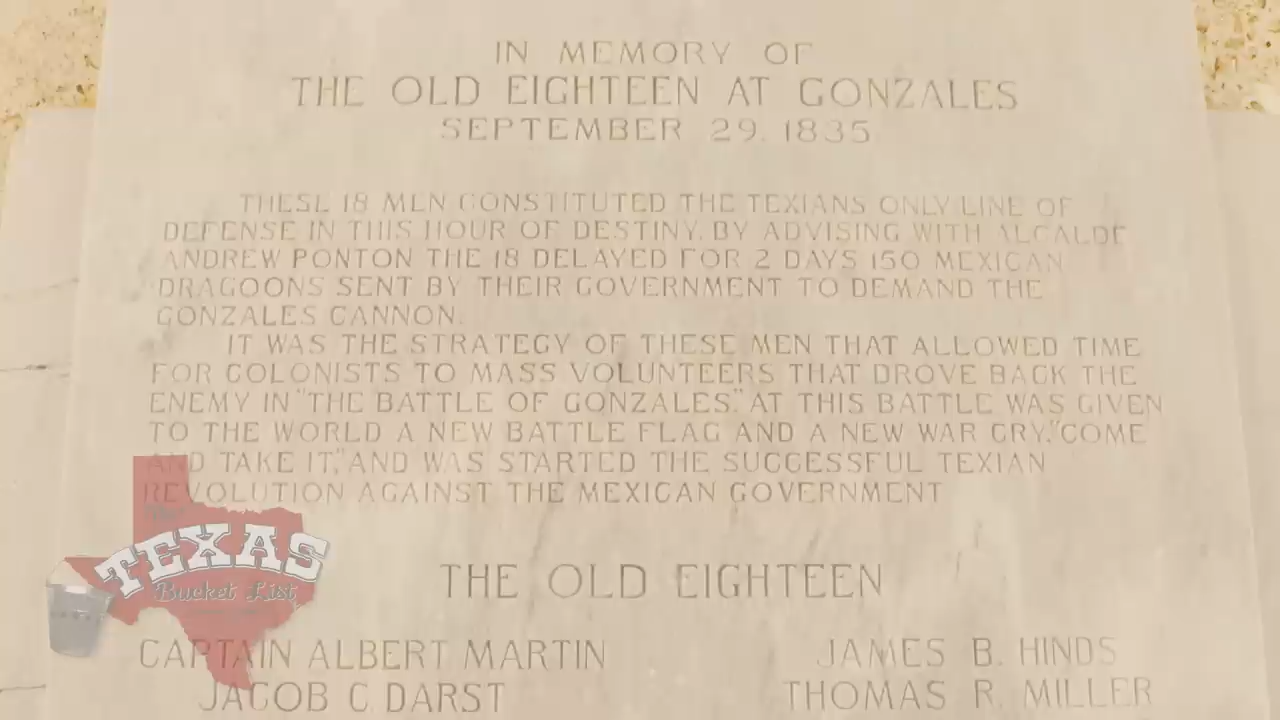 IN MEMORY OF
THE OLD EIGHTEEN AT GONZALES
SEPTEMBER 29, 1835
THESE 18 MEN CONSTITUTED THE TEXIANS ONLY LINE OF
DEFENSE IN THIS HOUR OF DESTINY. BY ADVISING WITH ALCALDE
ANDREW PONTON THE 18 DELAYED FOR 2 DAYS 150 MEXICAN
DRAGOONS SENT BY THEIR GOVERNMENT TO DEMAND THE
GONZALES CANNON.
IT WAS THE STRATEGY OF THESE MEN THAT ALLOWED TIME
FOR COLONISTS TO MASS VOLUNTEERS THAT DROVE BACK THE
ENEMY IN "THE BATTLE OF GONZALES." AT THIS BATTLE WAS GIVEN
TO THE WORLD A NEW BATTLE FLAG AND A NEW WAR CRY, "COME
AND TAKE IT," AND WAS STARTED THE SUCCESSFUL TEXIAN
REVOLUTION AGAINST THE MEXICAN GOVERNMENT
The
TEXAS
Bucket List
THE OLD EIGHTEEN
CAPTAIN ALBERT MARTIN JAMES B. HINDS
JACOB C. DARST THOMAS R. MILLER